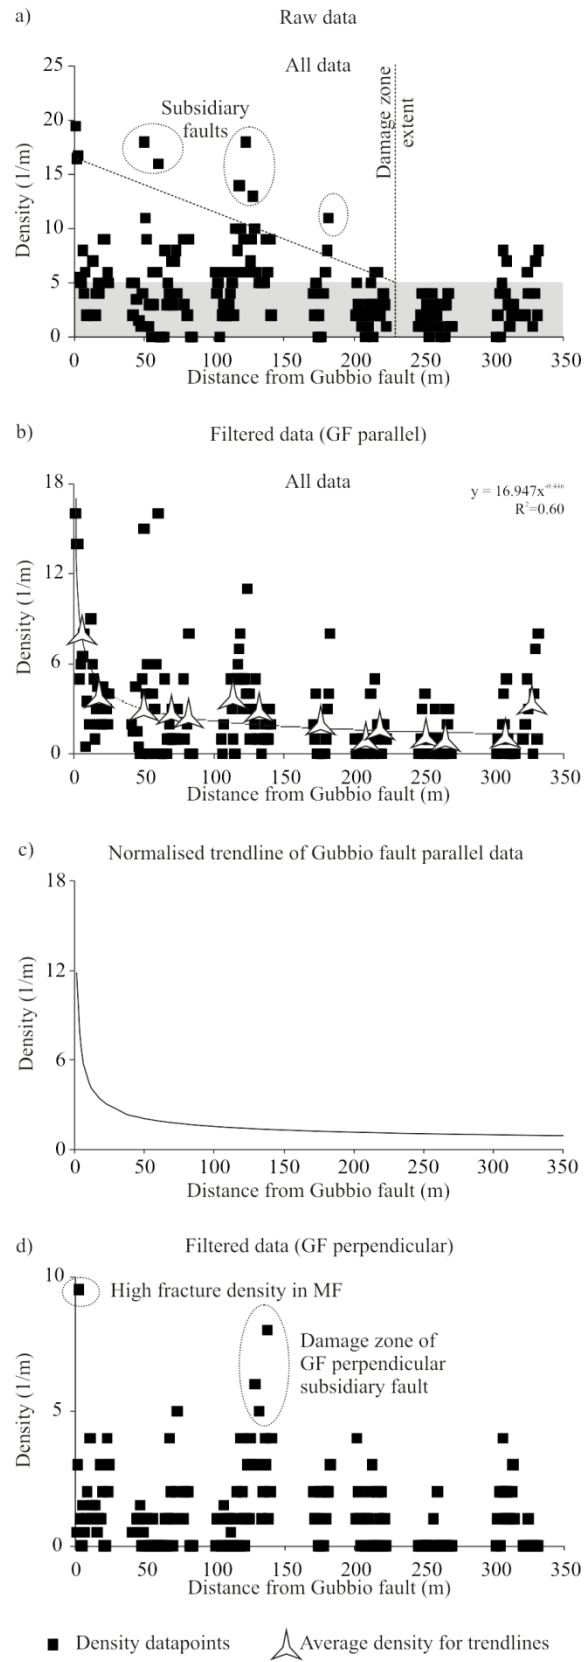 a)
Raw data
All data
Subsidiary
faults
Damage zone
extent
Density (1/m)
25
20
15
10
5
0
0 50 100 150 200 250 300 350
Distance from Gubbio fault (m)
b)
Filtered data (GF parallel)
All data
y = 16.947x^-0.446
R²=0.60
Density (1/m)
18
12
6
0
0 50 100 150 200 250 300 350
Distance from Gubbio fault (m)
c)
Normalised trendline of Gubbio fault parallel data
Density (1/m)
18
12
6
0
0 50 100 150 200 250 300 350
Distance from Gubbio fault (m)
d)
Filtered data (GF perpendicular)
High fracture density in MF
Damage zone of
GF perpendicular
subsidiary fault
Density (1/m)
10
5
0
0 50 100 150 200 250 300 350
Distance from Gubbio fault (m)
Density datapoints
Average density for trendlines